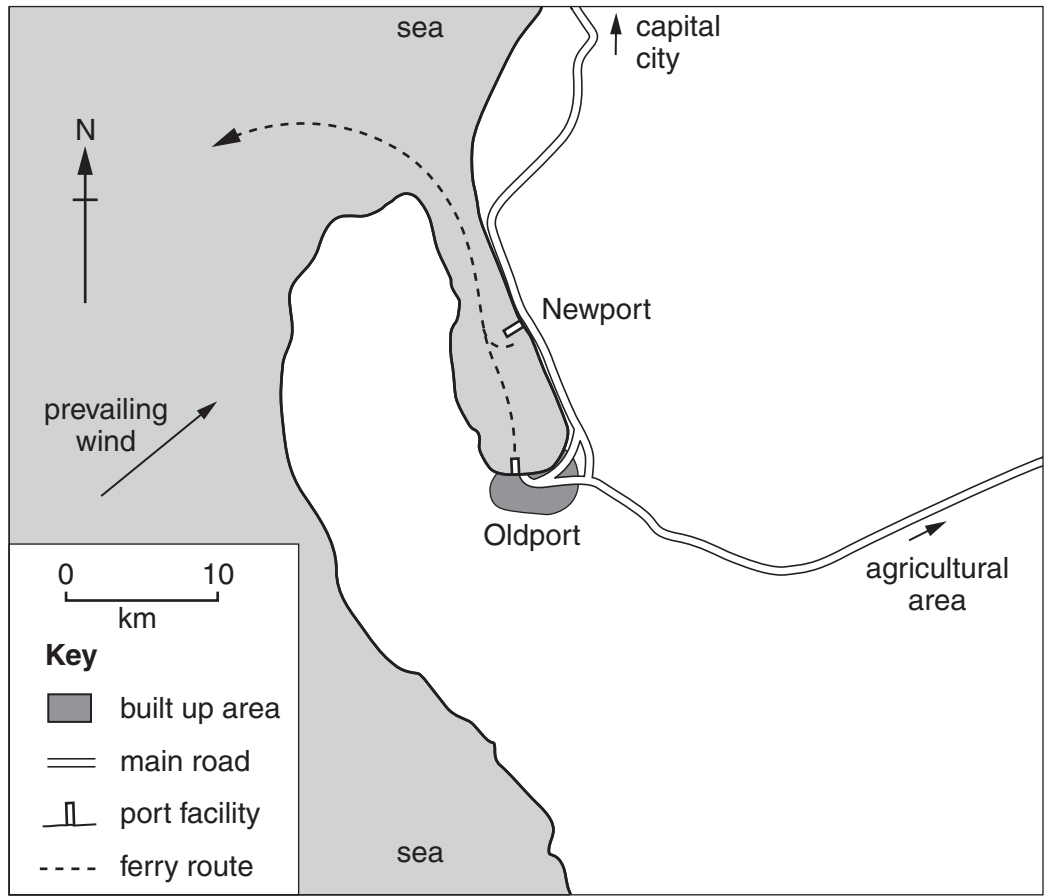 sea
capital
city
N
Newport
prevailing
wind
Oldport
agricultural
area
0 10
km
Key
built up area
main road
port facility
ferry route
sea